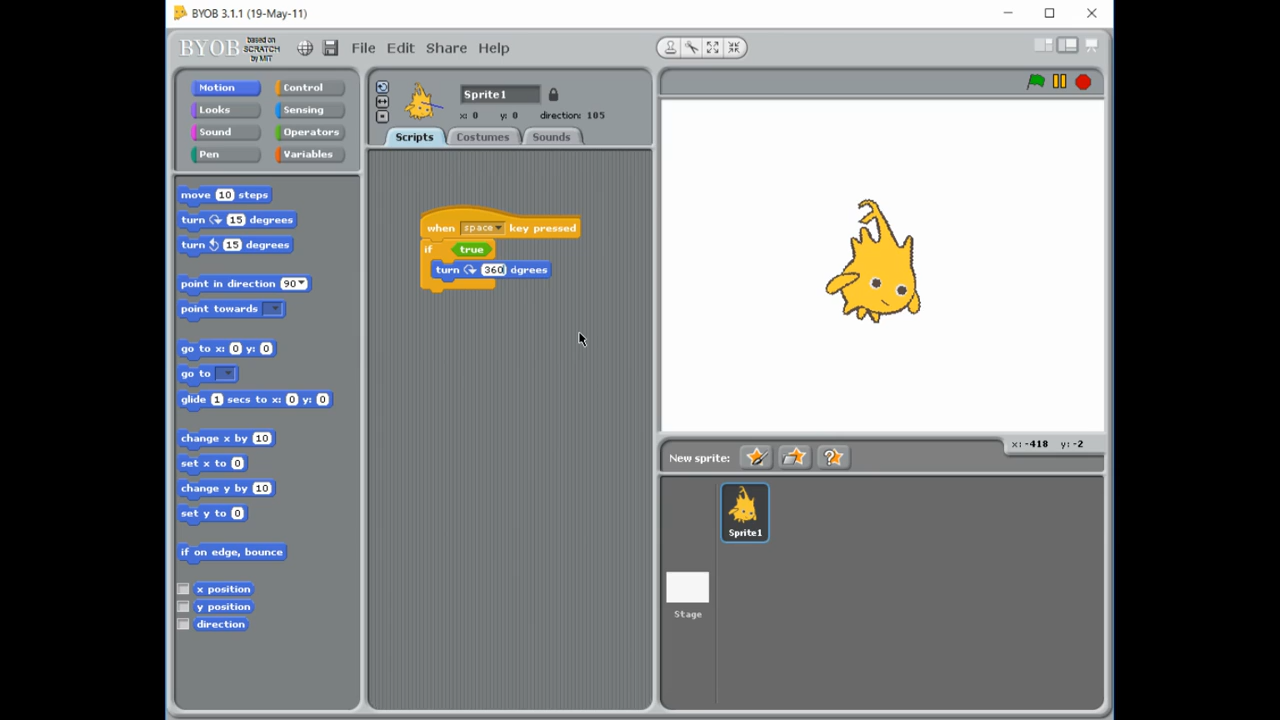 BYOB 3.1.1 (19-May-11)
BYOB based on SCRATCH by MIT File Edit Share Help
Motion Control
Looks Sensing
Sound Operators
Pen Variables
move 10 steps
turn 15 degrees
turn 15 degrees
point in direction 90
point towards
go to x: 0 y: 0
go to
glide 1 secs to x: 0 y: 0
change x by 10
set x to 0
change y by 10
set y to 0
if on edge, bounce
x position
y position
direction
Sprite1
x: 0 y: 0 direction: 105
Scripts Costumes Sounds
when space key pressed
if true
turn 360 dgrees
x: -418 y: -2
New sprite:
Sprite1
Stage